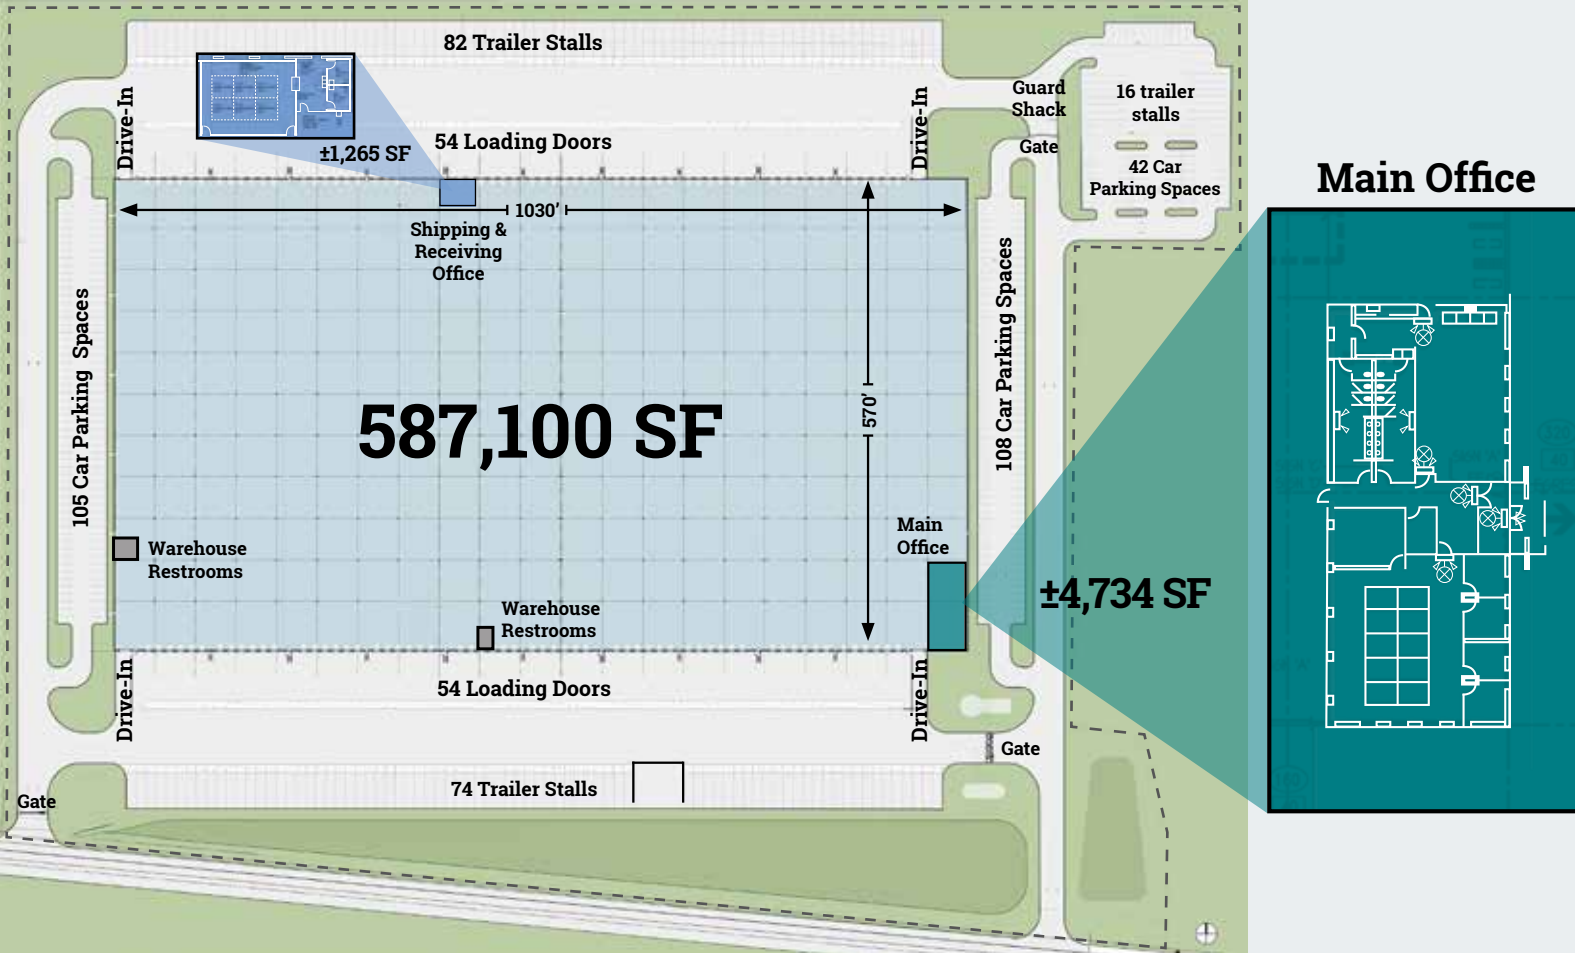 82 Trailer Stalls
Drive-In
±1,265 SF
54 Loading Doors
Drive-In
Guard
Shack
Gate
16 trailer
stalls
42 Car
Parking Spaces
Main Office
1030’
Shipping &
Receiving
Office
105 Car Parking Spaces
587,100 SF
570’
108 Car Parking Spaces
Main
Office
Warehouse
Restrooms
Warehouse
Restrooms
±4,734 SF
Drive-In
54 Loading Doors
Drive-In
Gate
74 Trailer Stalls
Gate